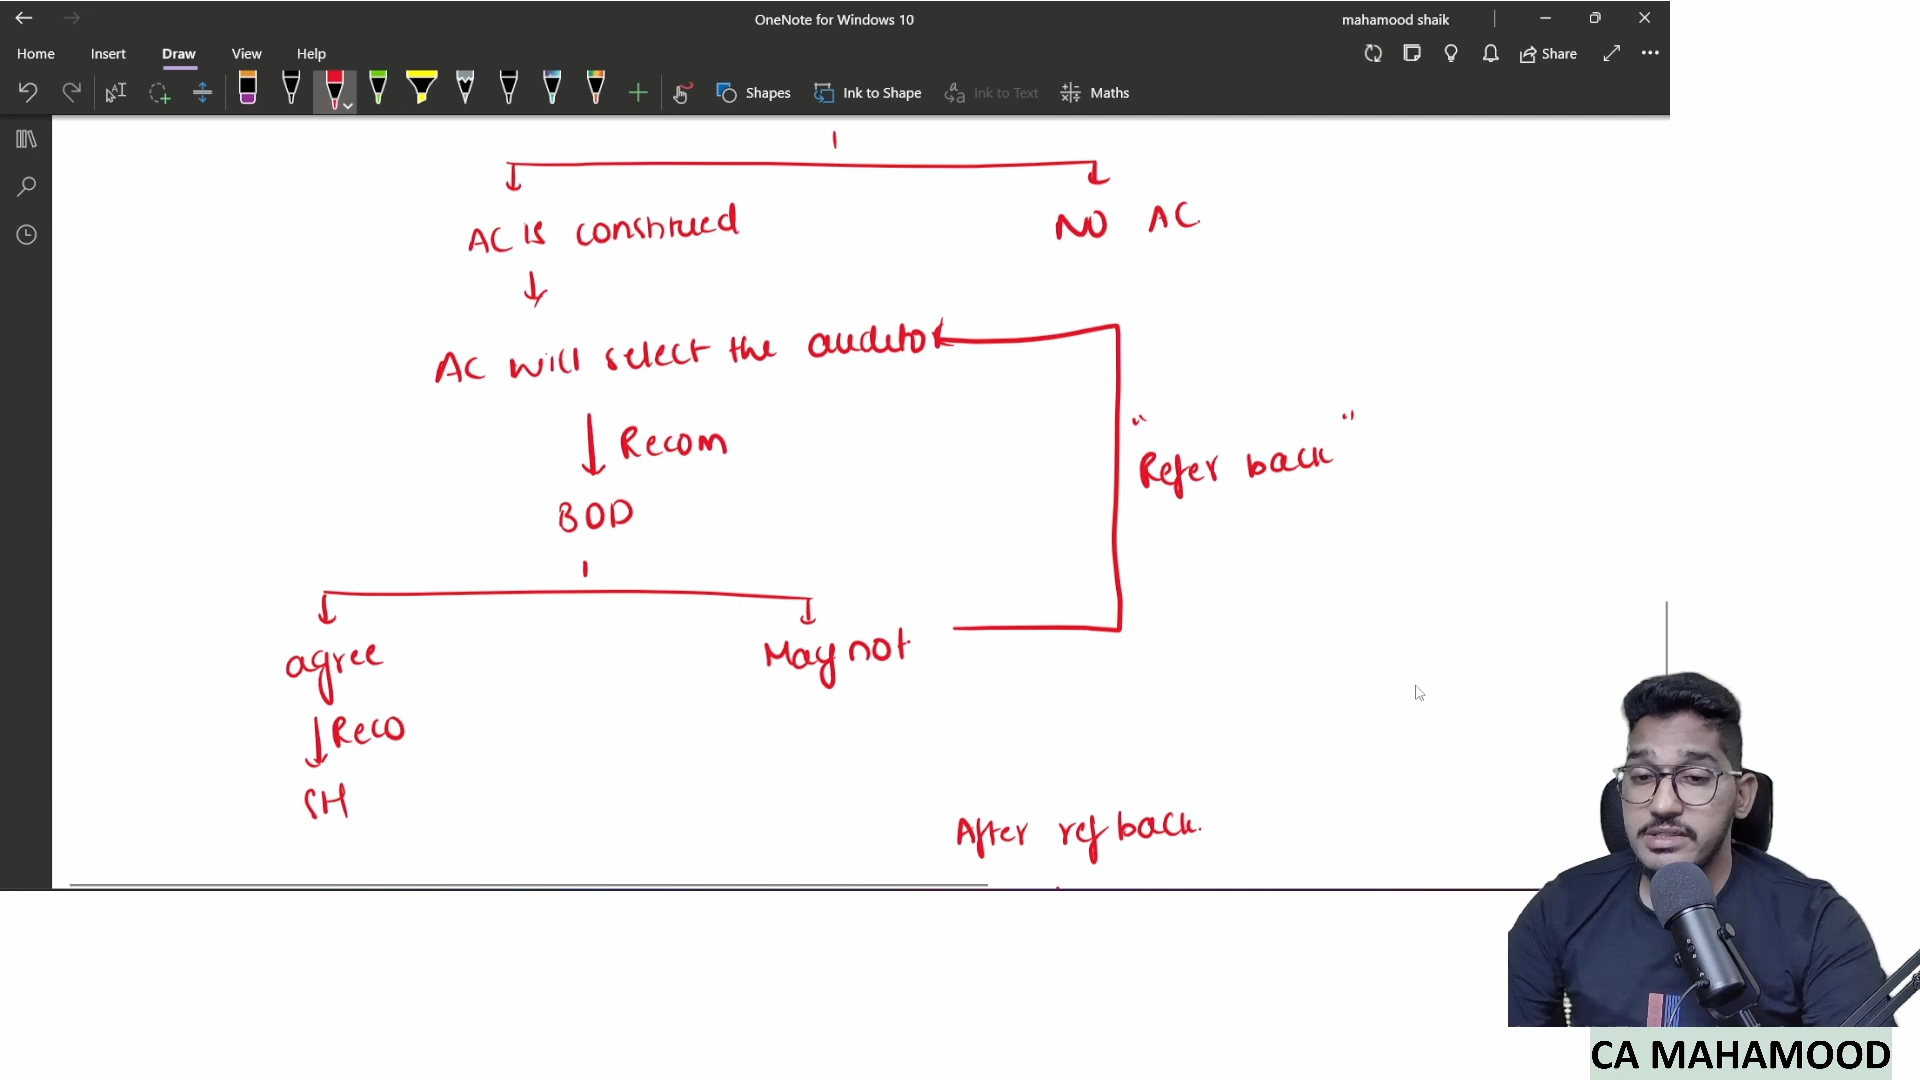 OneNote for Windows 10
mahamood shaik
Home Insert Draw View Help
Share
Shapes Ink to Shape Ink to Text Maths
AC is constitued
NO AC.
AC will select the auditor
Recom
"Refer back"
BOD
agree
May not
Reco
SH
After ref back.
CA MAHAMOOD